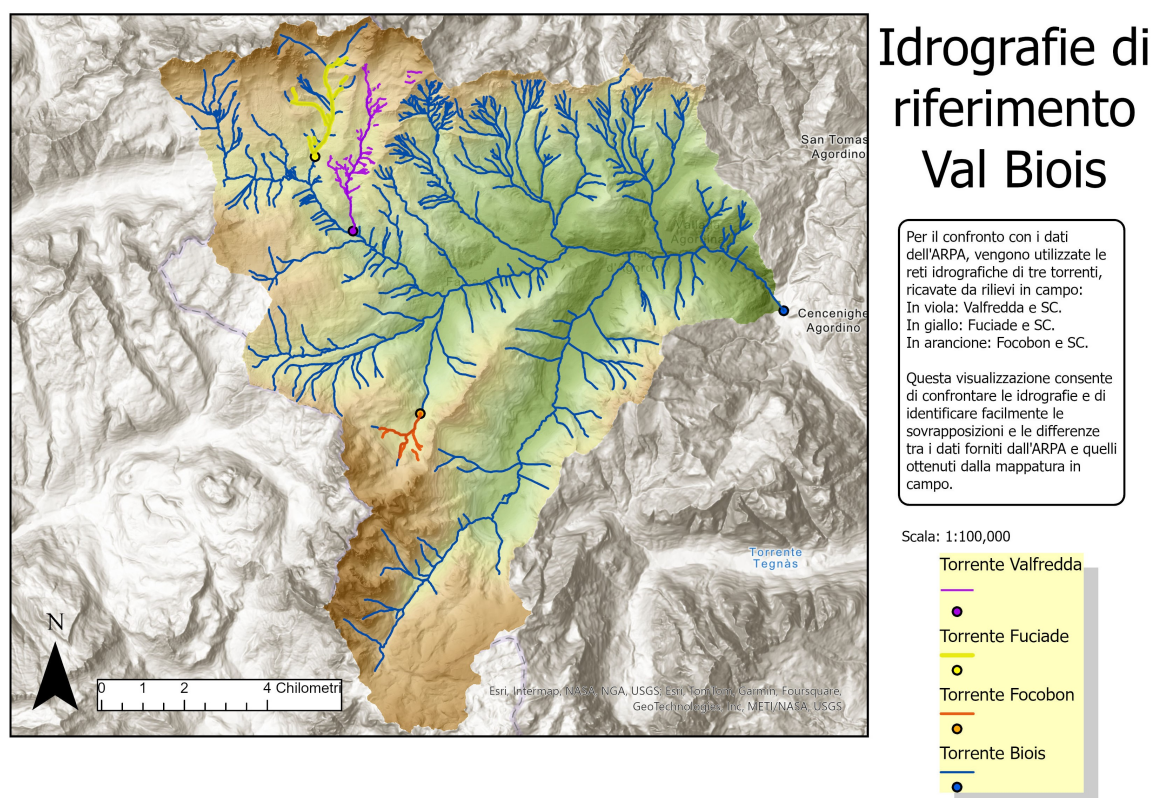 Idrografie di
riferimento
Val Biois
San Tomas
Agordino
Cencenighe
Agordino
Torrente
Tegnàs
N
0 1 2 4 Chilometri
Esri, Intermap, NASA, NGA, USGS; Esri, TomTom, Garmin, Foursquare,
GeoTechnologies, Inc, METI/NASA, USGS
Per il confronto con i dati
dell'ARPA, vengono utilizzate le
reti idrografiche di tre torrenti,
ricavate da rilievi in campo:
In viola: Valfredda e SC.
In giallo: Fuciade e SC.
In arancione: Focobon e SC.
Questa visualizzazione consente
di confrontare le idrografie e di
identificare facilmente le
sovrapposizioni e le differenze
tra i dati forniti dall'ARPA e quelli
ottenuti dalla mappatura in
campo.
Scala: 1:100,000
Torrente Valfredda
Torrente Fuciade
Torrente Focobon
Torrente Biois